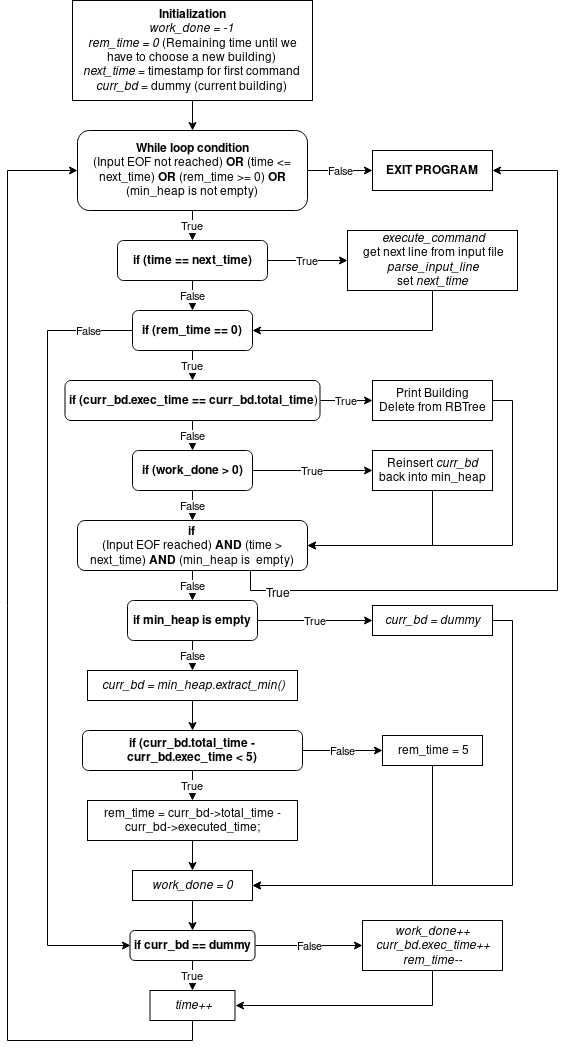 Initialization
work_done = -1
rem_time = 0 (Remaining time until we
have to choose a new building)
next_time = timestamp for first command
curr_bd = dummy (current building)
While loop condition
(Input EOF not reached) OR (time <=
next_time) OR (rem_time >= 0) OR
(min_heap is not empty)
False
EXIT PROGRAM
True
if (time == next_time)
True
execute_command
get next line from input file
parse_input_line
set next_time
False
False
if (rem_time == 0)
True
if (curr_bd.exec_time == curr_bd.total_time)
True
Print Building
Delete from RBTree
False
if (work_done > 0)
True
Reinsert curr_bd
back into min_heap
False
if
(Input EOF reached) AND (time >
next_time) AND (min_heap is empty)
False
True
if min_heap is empty
True
curr_bd = dummy
False
curr_bd = min_heap.extract_min()
if (curr_bd.total_time -
curr_bd.exec_time < 5)
False
rem_time = 5
True
rem_time = curr_bd->total_time -
curr_bd->executed_time;
work_done = 0
if curr_bd == dummy
False
work_done++
curr_bd.exec_time++
rem_time--
True
time++